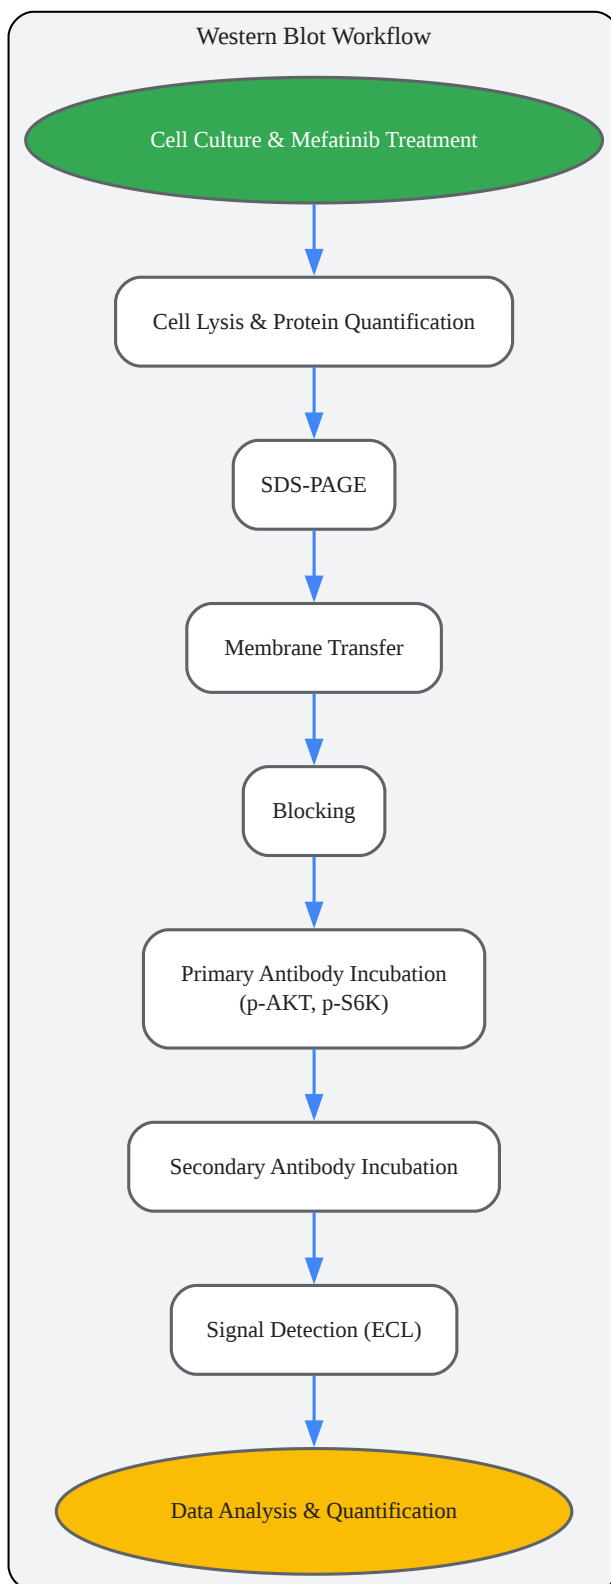 Western Blot Workflow
Cell Culture & Mefatinib Treatment
Cell Lysis & Protein Quantification
SDS-PAGE
Membrane Transfer
Blocking
Primary Antibody Incubation
(p-AKT, p-S6K)
Secondary Antibody Incubation
Signal Detection (ECL)
Data Analysis & Quantification